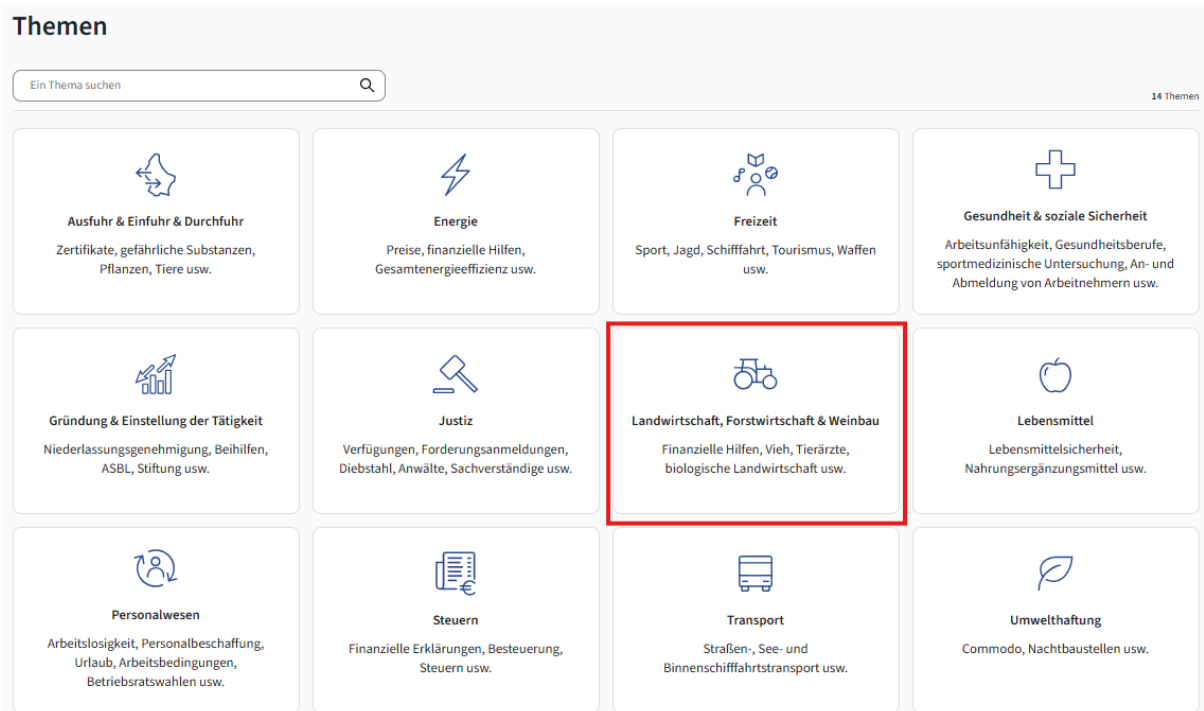 Themen
Ein Thema suchen
14 Themen
Ausfuhr & Einfuhr & Durchfuhr
Zertifikate, gefährliche Substanzen,
Pflanzen, Tiere usw.
Energie
Preise, finanzielle Hilfen,
Gesamtenergieeffizienz usw.
Freizeit
Sport, Jagd, Schifffahrt, Tourismus, Waffen
usw.
Gesundheit & soziale Sicherheit
Arbeitsunfähigkeit, Gesundheitsberufe,
sportmedizinische Untersuchung, An- und
Abmeldung von Arbeitnehmern usw.
Gründung & Einstellung der Tätigkeit
Niederlassungsgenehmigung, Beihilfen,
ASBL, Stiftung usw.
Justiz
Verfügungen, Forderungsanmeldungen,
Diebstahl, Anwälte, Sachverständige usw.
Landwirtschaft, Forstwirtschaft & Weinbau
Finanzielle Hilfen, Vieh, Tierärzte,
biologische Landwirtschaft usw.
Lebensmittel
Lebensmittelsicherheit,
Nahrungsergänzungsmittel usw.
Personalwesen
Arbeitslosigkeit, Personalbeschaffung,
Urlaub, Arbeitsbedingungen,
Betriebsratswahlen usw.
Steuern
Finanzielle Erklärungen, Besteuerung,
Steuern usw.
Transport
Straßen-, See- und
Binnenschifffahrtstransport usw.
Umwelthaftung
Commodo, Nachtbaustellen usw.